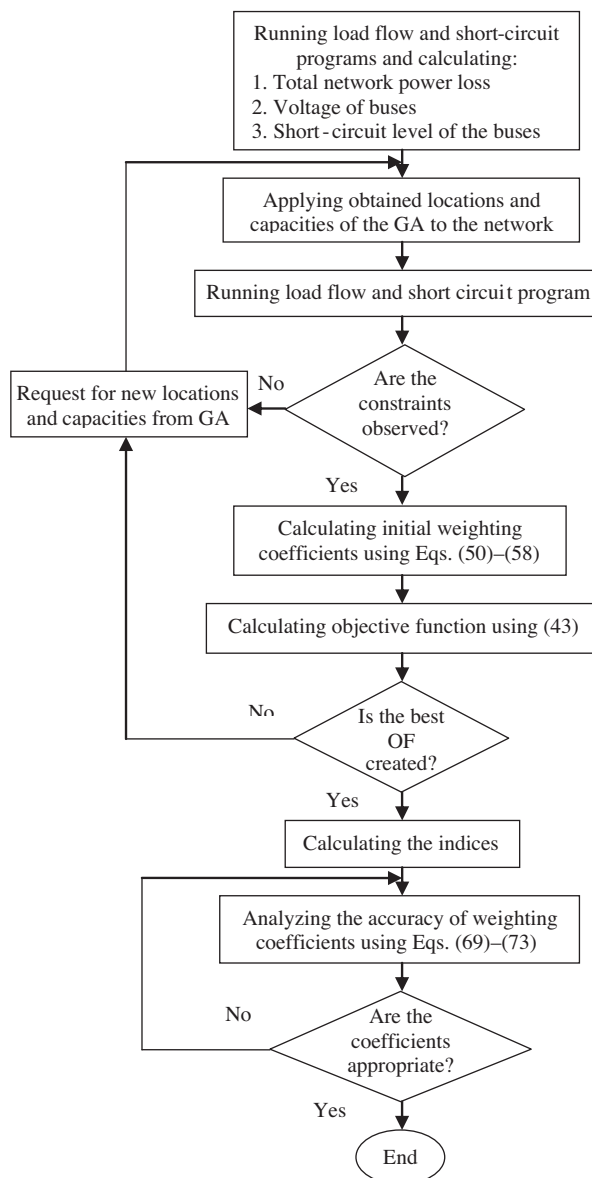 Running load flow and short-circuit
programs and calculating:
1. Total network power loss
2. Voltage of buses
3. Short-circuit level of the buses
Applying obtained locations and
capacities of the GA to the network
Running load flow and short circuit program
Request for new locations
and capacities from GA
No
Are the
constraints
observed?
Yes
Calculating initial weighting
coefficients using Eqs. (50)–(58)
Calculating objective function using (43)
No
Is the best
OF
created?
Yes
Calculating the indices
Analyzing the accuracy of weighting
coefficients using Eqs. (69)–(73)
No
Are the
coefficients
appropriate?
Yes
End